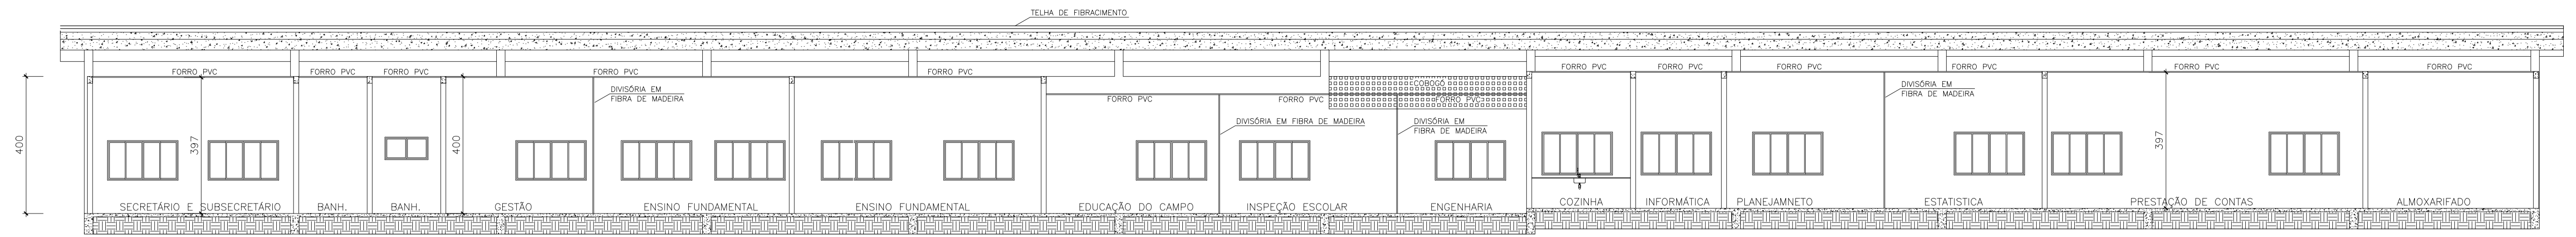 TELHA DE FIBRACIMENTO
FORRO PVC
FORRO PVC
FORRO PVC
FORRO PVC
FORRO PVC
FORRO PVC
FORRO PVC
FORRO PVC
FORRO PVC
FORRO PVC
FORRO PVC
COBOGÓ
DIVISÓRIA EM
FIBRA DE MADEIRA
DIVISÓRIA EM
FIBRA DE MADEIRA
FORRO PVC
FORRO PVC
FORRO PVC
DIVISÓRIA EM FIBRA DE MADEIRA
DIVISÓRIA EM
FIBRA DE MADEIRA
400
397
400
397
SECRETÁRIO E SUBSECRETÁRIO
BANH.
BANH.
GESTÃO
ENSINO FUNDAMENTAL
ENSINO FUNDAMENTAL
EDUCAÇÃO DO CAMPO
INSPEÇÃO ESCOLAR
ENGENHARIA
COZINHA
INFORMÁTICA
PLANEJAMNETO
ESTATISTICA
PRESTAÇÃO DE CONTAS
ALMOXARIFADO